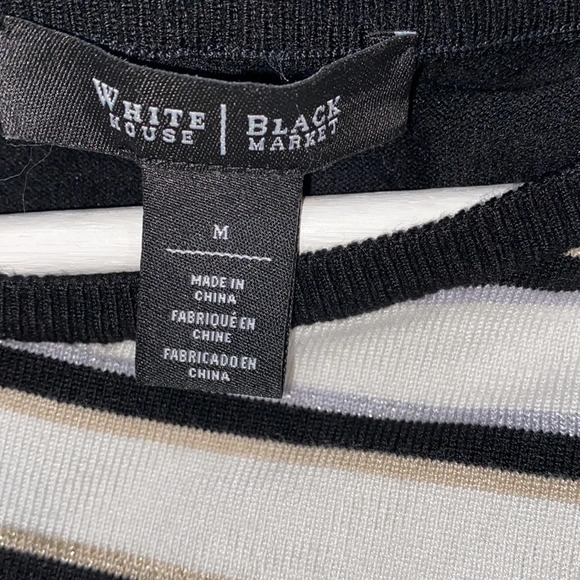 WHITE HOUSE | BLACK MARKET
M
MADE IN
CHINA
FABRIQUÉ EN
CHINE
FABRICADO EN
CHINA